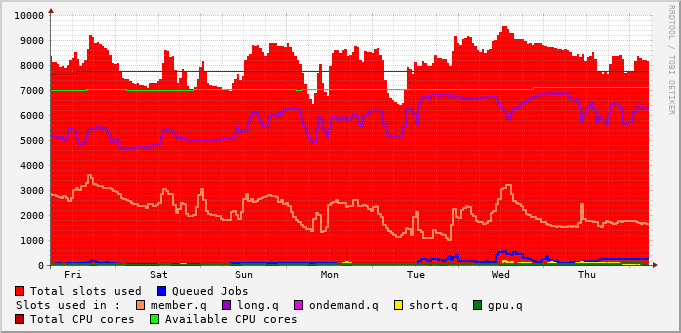 10000
9000
8000
7000
6000
5000
4000
3000
2000
1000
0
Fri Sat Sun Mon Tue Wed Thu
RRDTOOL / TOBI OETIKER
Total slots used Queued Jobs
Slots used in : member.q long.q ondemand.q short.q gpu.q
Total CPU cores Available CPU cores